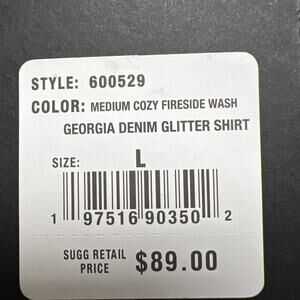 STYLE: 600529
COLOR: MEDIUM COZY FIRESIDE WASH
GEORGIA DENIM GLITTER SHIRT
SIZE: L
1 97516 90350 2
SUGG RETAIL
PRICE $89.00